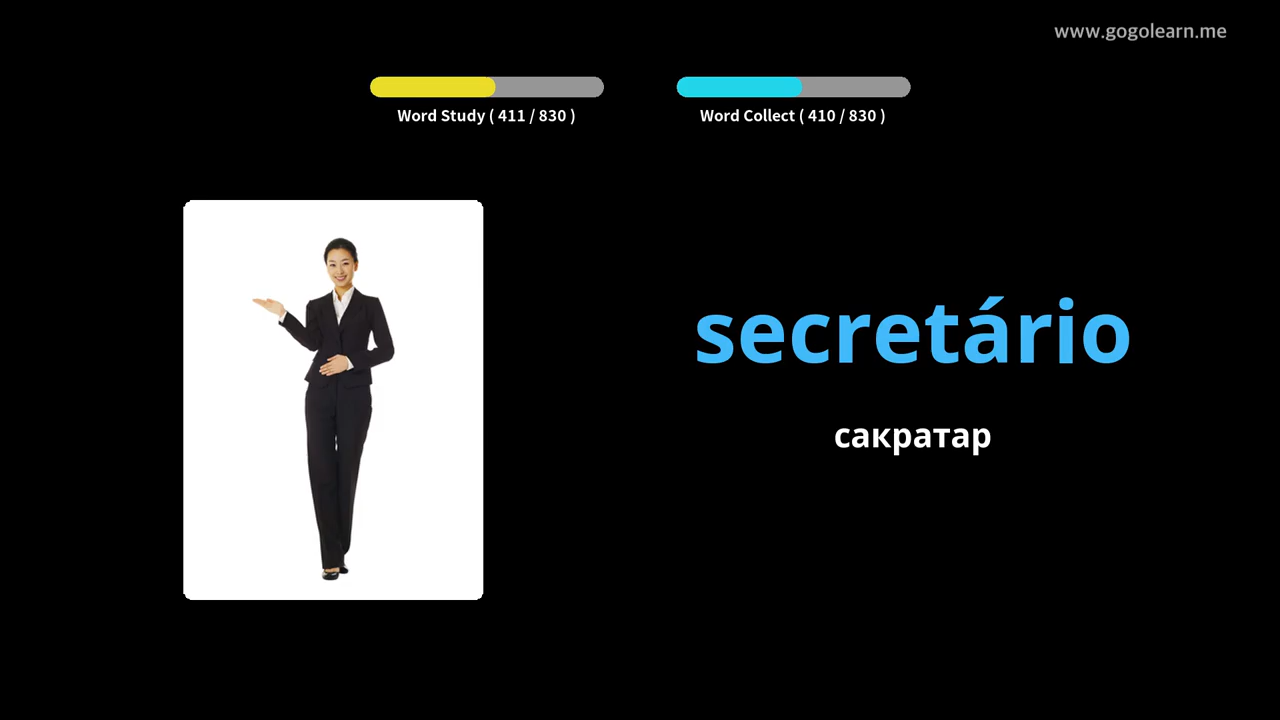 www.gogolearn.me
Word Study ( 411 / 830 )
Word Collect ( 410 / 830 )
secretário
сакратар